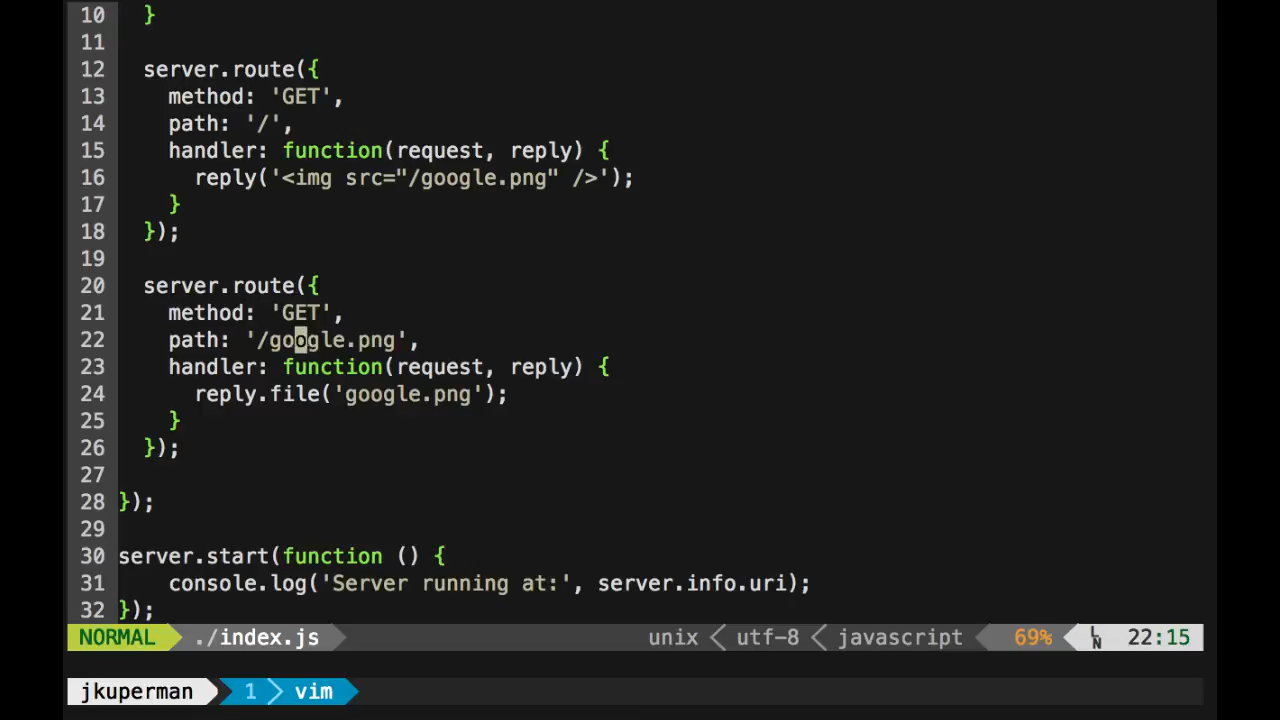 10   }
11
12   server.route({
13     method: 'GET',
14     path: '/',
15     handler: function(request, reply) {
16       reply('<img src="/google.png" />');
17     }
18   });
19
20   server.route({
21     method: 'GET',
22     path: '/google.png',
23     handler: function(request, reply) {
24       reply.file('google.png');
25     }
26   });
27
28 });
29
30 server.start(function () {
31     console.log('Server running at:', server.info.uri);
32 });
NORMAL ./index.js unix utf-8 javascript 69% LN 22:15
jkuperman 1 vim